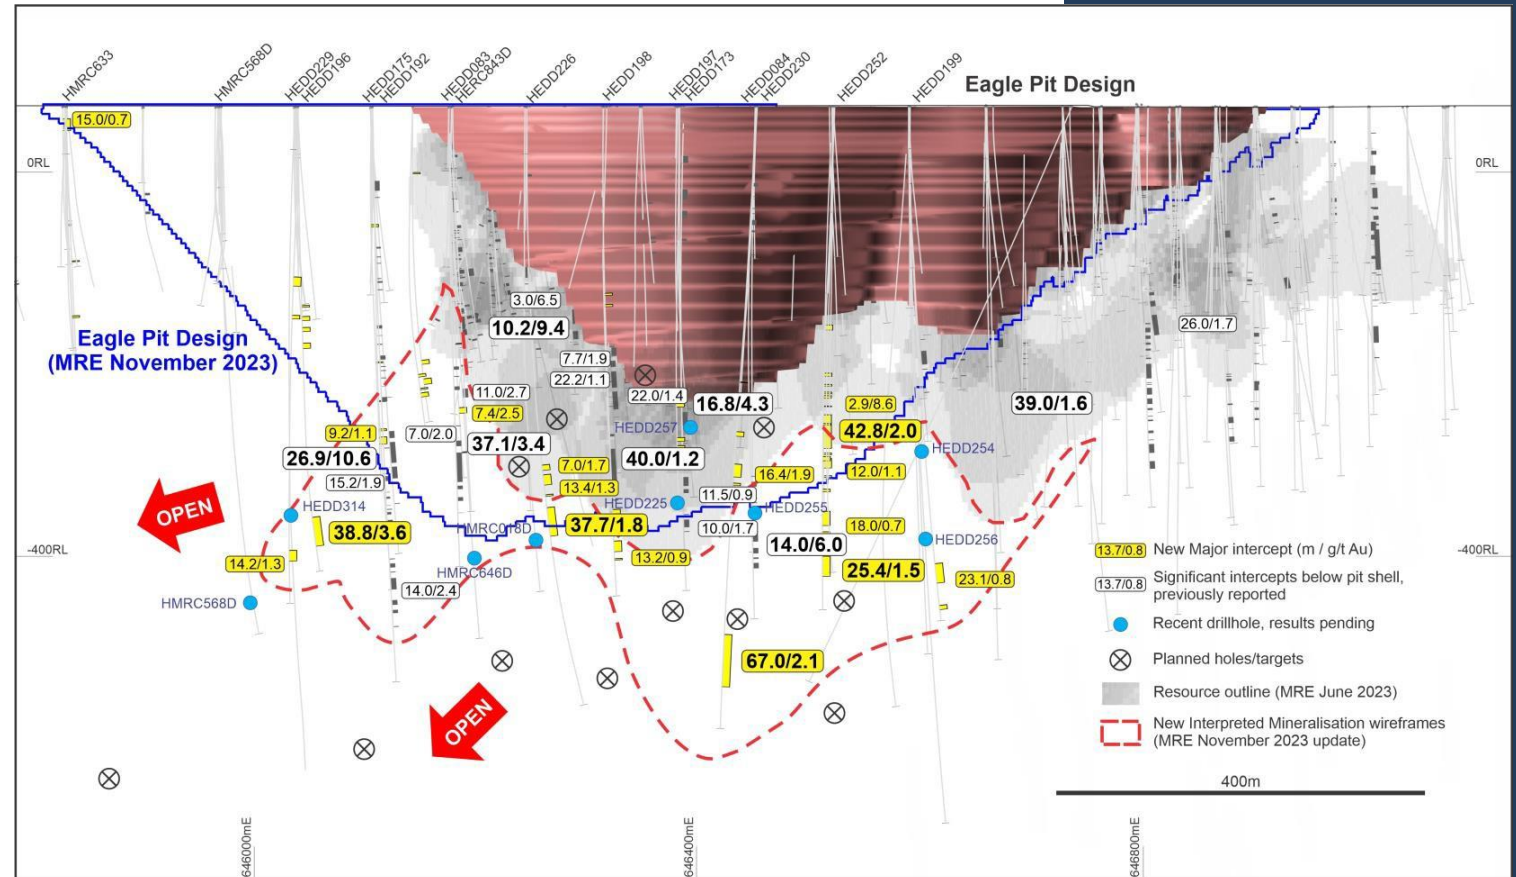 HMRC633
HMRC568D
HEDD229
HEDD196
HEDD175
HEDD192
HEDD083
HERC843D
HEDD226
HEDD198
HEDD197
HEDD173
HEDD084
HEDD230
HEDD252
HEDD199
Eagle Pit Design
15.0/0.7
0RL
0RL
Eagle Pit Design
(MRE November 2023)
3.0/6.5
10.2/9.4
26.0/1.7
7.7/1.9
22.2/1.1
11.0/2.7
22.0/1.4
16.8/4.3
2.9/8.6
39.0/1.6
7.4/2.5
9.2/1.1
7.0/2.0
37.1/3.4
HEDD257
42.8/2.0
HEDD254
26.9/10.6
40.0/1.2
7.0/1.7
16.4/1.9
12.0/1.1
15.2/1.9
13.4/1.3
11.5/0.9
HEDD225
HEDD255
HEDD314
OPEN
38.8/3.6
HMRC018D
37.7/1.8
10.0/1.7
18.0/0.7
14.0/6.0
HEDD256
-400RL
-400RL
14.2/1.3
HMRC646D
13.2/0.9
25.4/1.5
23.1/0.8
14.0/2.4
HMRC568D
67.0/2.1
OPEN
13.7/0.8 New Major intercept (m / g/t Au)
13.7/0.8 Significant intercepts below pit shell,
previously reported
Recent drillhole, results pending
Planned holes/targets
Resource outline (MRE June 2023)
New Interpreted Mineralisation wireframes
(MRE November 2023 update)
400m
646000mE
646400mE
646800mE